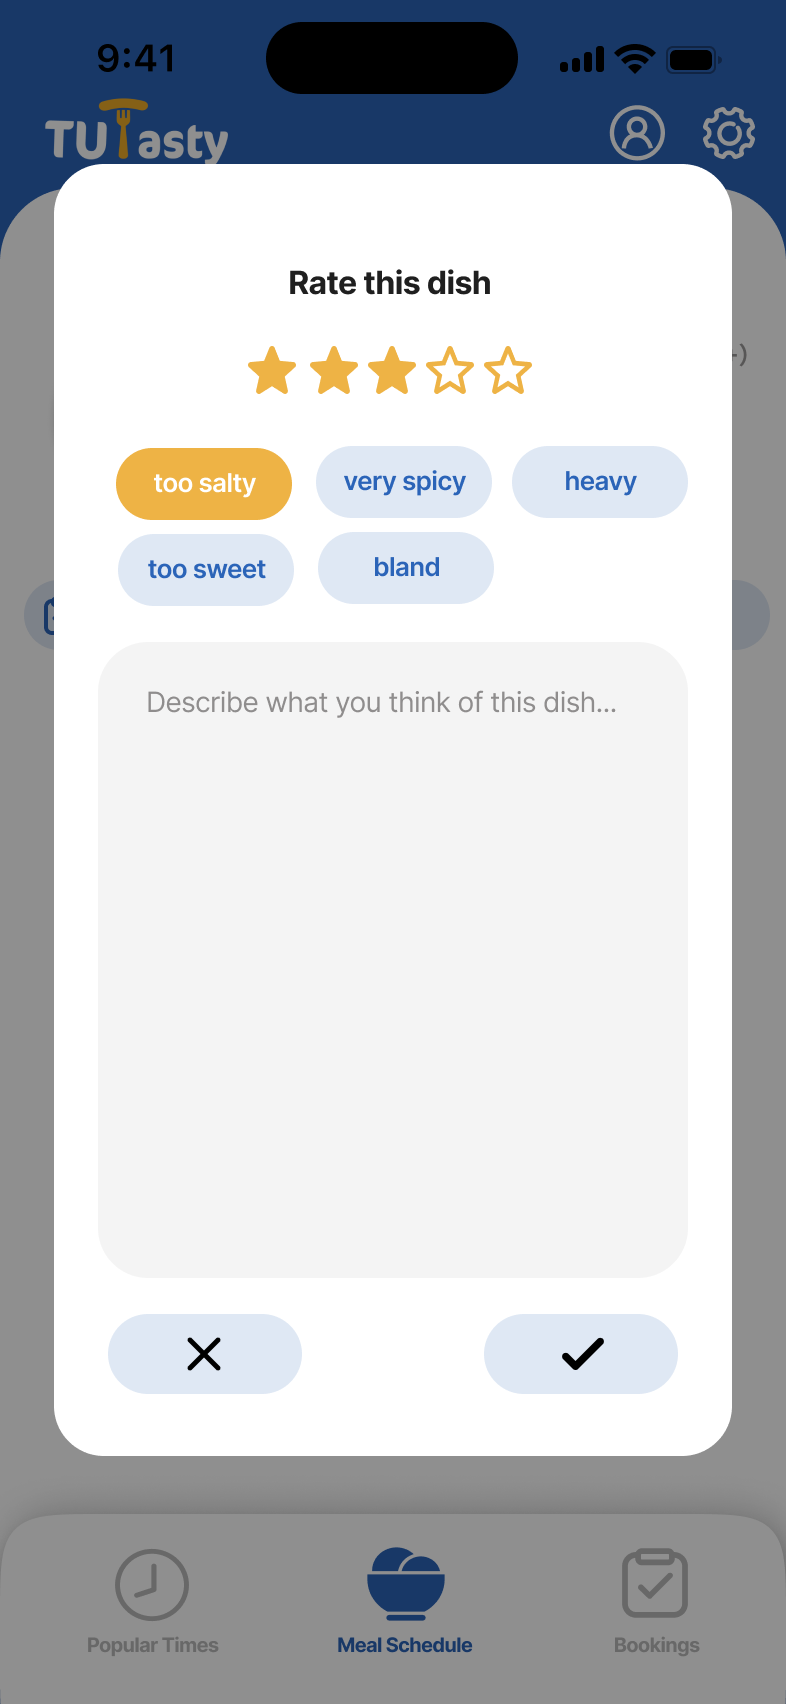 9:41
TUTasty
Rate this dish
-)
too salty
very spicy
heavy
too sweet
bland
Describe what you think of this dish...
Popular Times
Meal Schedule
Bookings